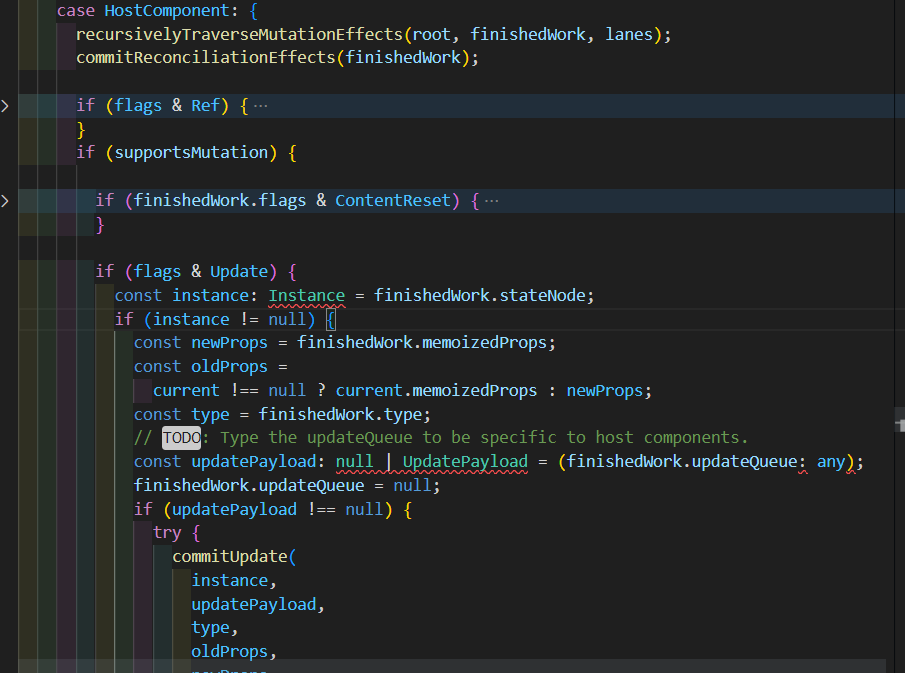 case HostComponent: {
recursivelyTraverseMutationEffects(root, finishedWork, lanes);
commitReconciliationEffects(finishedWork);
if (flags & Ref) { ···
}
if (supportsMutation) {
if (finishedWork.flags & ContentReset) { ···
}
if (flags & Update) {
const instance: Instance = finishedWork.stateNode;
if (instance != null) {
const newProps = finishedWork.memoizedProps;
const oldProps =
current !== null ? current.memoizedProps : newProps;
const type = finishedWork.type;
// TODO: Type the updateQueue to be specific to host components.
const updatePayload: null | UpdatePayload = (finishedWork.updateQueue: any);
finishedWork.updateQueue = null;
if (updatePayload !== null) {
try {
commitUpdate(
instance,
updatePayload,
type,
oldProps,